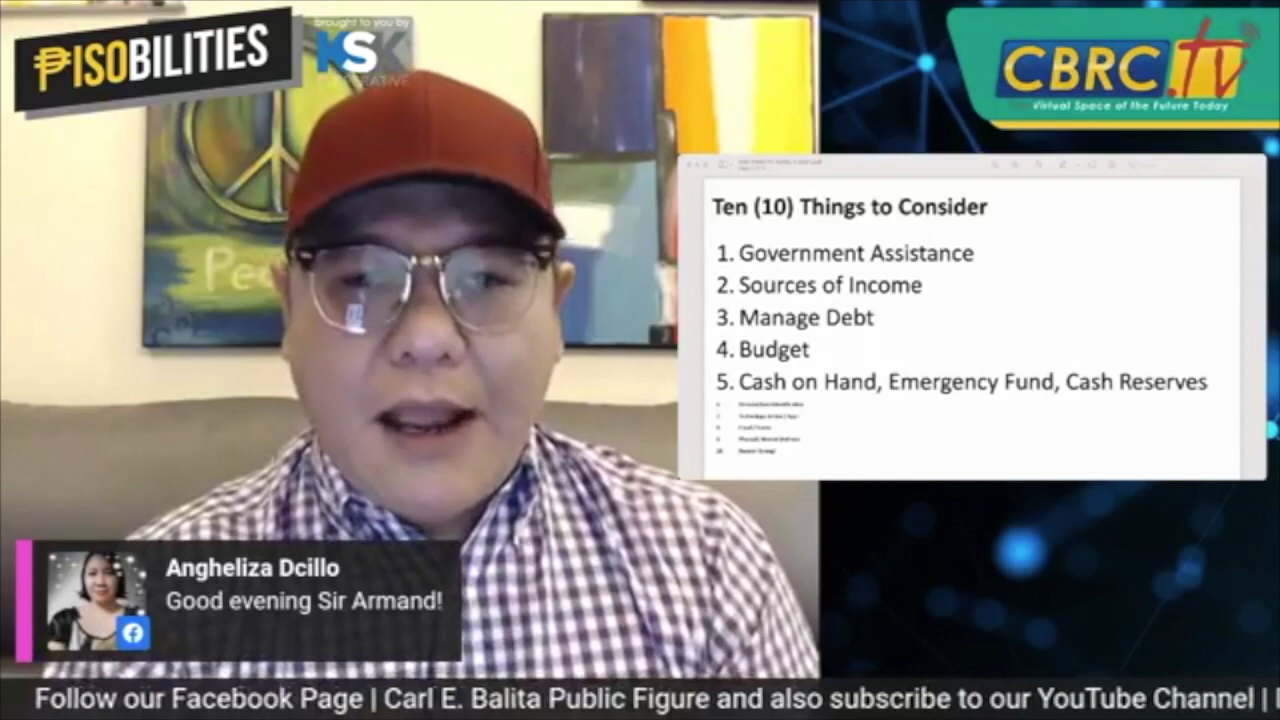 ₱ISOBILITIES
brought to you by
KSK
CBRC.tv
Virtual Space of the Future Today
Ten (10) Things to Consider
1. Government Assistance
2. Sources of Income
3. Manage Debt
4. Budget
5. Cash on Hand, Emergency Fund, Cash Reserves
Angheliza Dcillo
Good evening Sir Armand!
Follow our Facebook Page | Carl E. Balita Public Figure and also subscribe to our YouTube Channel |